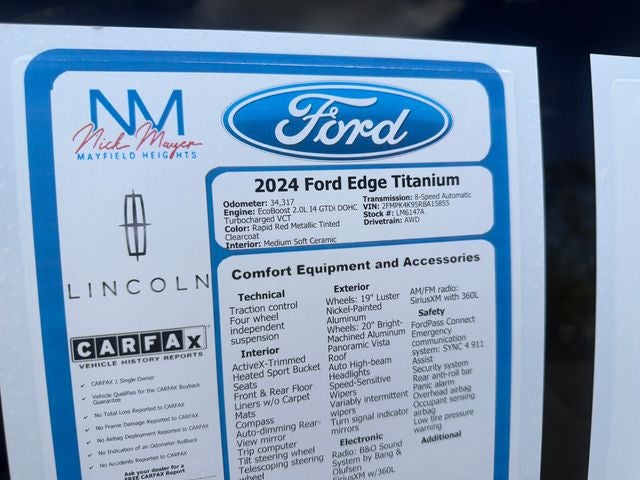 NM
Nick Mayer
MAYFIELD HEIGHTS
Ford
LINCOLN
CARFAX
VEHICLE HISTORY REPORTS
✓ CARFAX 1 Single Owner
✓ Vehicle Qualifies for the CARFAX Buyback
Guarantee
✓ No Total Loss Reported to CARFAX
✓ No Frame Damage Reported to CARFAX
✓ No Airbag Deployment Reported to CARFAX
✓ No Indication of an Odometer Rollback
✓ No Accidents Reported to CARFAX
Ask your dealer for a
FREE CARFAX Report
2024 Ford Edge Titanium
Odometer: 34,317
Engine: EcoBoost 2.0L I4 GTDi DOHC
Turbocharged VCT
Color: Rapid Red Metallic Tinted
Clearcoat
Interior: Medium Soft Ceramic
Transmission: 8-Speed Automatic
VIN: 2FMPK4K95RBA15855
Stock #: LM6147A
Drivetrain: AWD
Comfort Equipment and Accessories
Technical
Traction control
Four wheel
independent
suspension
Interior
ActiveX-Trimmed
Heated Sport Bucket
Seats
Front & Rear Floor
Liners w/o Carpet
Mats
Compass
Auto-dimming Rear-
View mirror
Trip computer
Tilt steering wheel
Telescoping steering
wheel
Exterior
Wheels: 19" Luster
Nickel-Painted
Aluminum
Wheels: 20" Bright-
Machined Aluminum
Panoramic Vista
Roof
Auto High-beam
Headlights
Speed-Sensitive
Wipers
Variably intermittent
wipers
Turn signal indicator
mirrors
Electronic
Radio: B&O Sound
System by Bang &
Olufsen
SiriusXM w/360L
AM/FM radio:
SiriusXM with 360L
Safety
FordPass Connect
Emergency
communication
system: SYNC 4 911
Assist
Security system
Rear anti-roll bar
Panic alarm
Overhead airbag
Occupant sensing
airbag
Low tire pressure
warning
Additional